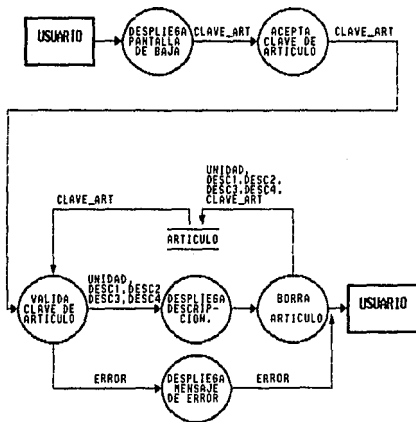 USUARIO
DESPLIEGA
PANTALLA
DE BAJA
CLAVE_ART
ACEPTA
CLAVE DE
ARTICULO
CLAVE_ART
UNIDAD,
DESC1,DESC2,
DESC3,DESC4,
CLAVE_ART
CLAVE_ART
ARTICULO
VALIDA
CLAVE DE
ARTICULO
UNIDAD,
DESC1,DESC2
DESC3,DESC4
DESPLIEGA
DESCRIP-
CION.
BORRA
ARTICULO
USUARIO
ERROR
DESPLIEGA
MENSAJE
DE ERROR
ERROR